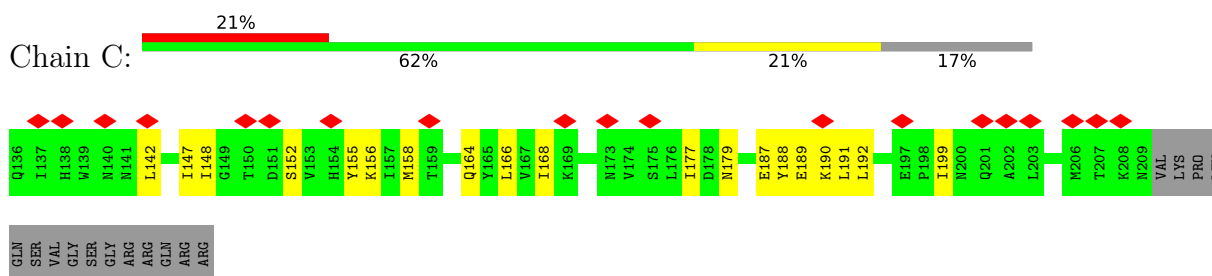 21%
Chain C:
62% 21% 17%
Q136 I137 H138 W139 N140 N141 L142 I147 I148 G149 T150 D151 S152 V153 H154 Y155 K156 I157 M158 T159 Q164 Y165 L166 V167 I168 K169 N173 V174 S175 L176 I177 D178 N179 E187 Y188 E189 K190 L191 L192 E197 P198 I199 N200 Q201 A202 L203 M206 T207 K208 N209 VAL LYS PRO
GLN SER VAL GLY SER GLY ARG ARG GLN ARG ARG